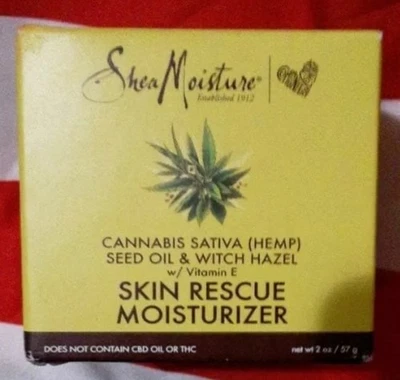 SheaMoisture®
Established 1912
CANNABIS SATIVA (HEMP)
SEED OIL & WITCH HAZEL
w/ Vitamin E
SKIN RESCUE
MOISTURIZER
DOES NOT CONTAIN CBD OIL OR THC
net wt 2 oz / 57 g